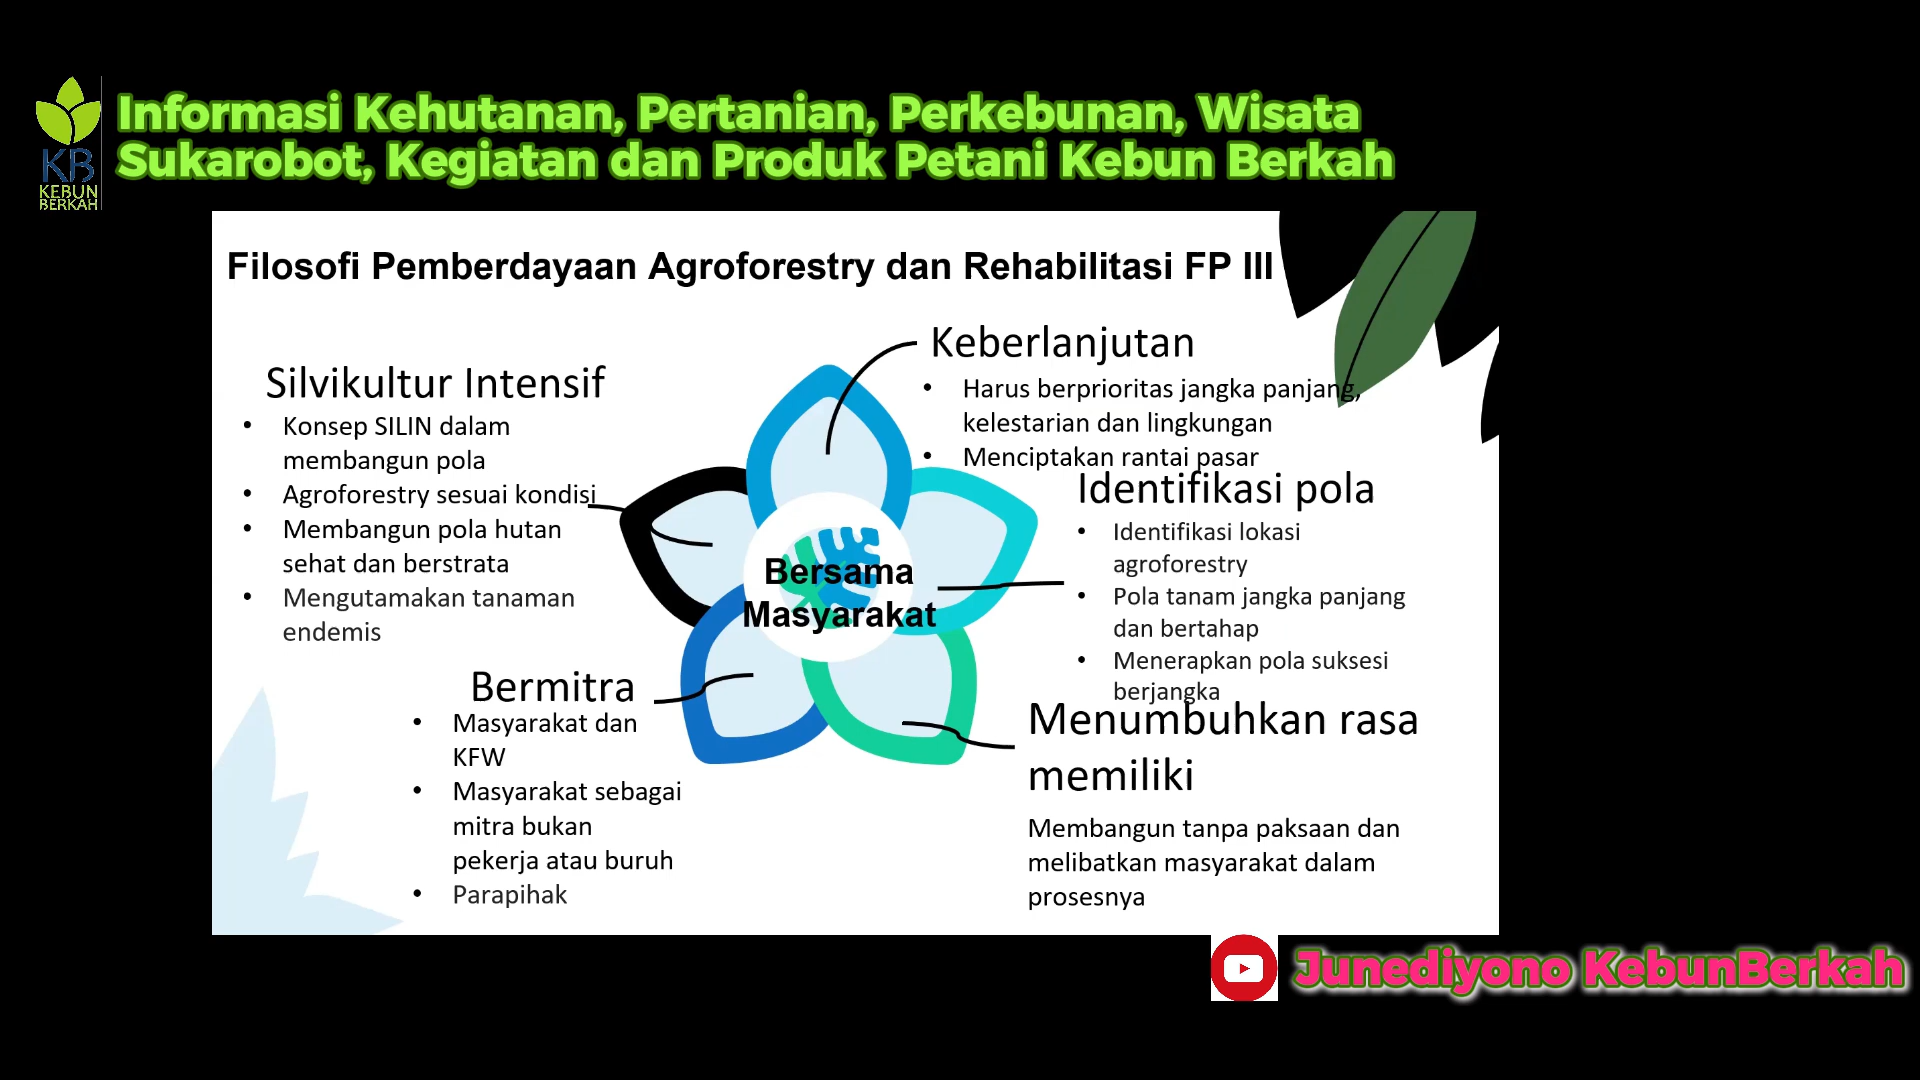 Informasi Kehutanan, Pertanian, Perkebunan, Wisata
Sukarobot, Kegiatan dan Produk Petani Kebun Berkah
KB
KEBUN
BERKAH
Filosofi Pemberdayaan Agroforestry dan Rehabilitasi FP III
Keberlanjutan
• Harus berprioritas jangka panjang,
kelestarian dan lingkungan
• Menciptakan rantai pasar
Silvikultur Intensif
• Konsep SILIN dalam
membangun pola
• Agroforestry sesuai kondisi
• Membangun pola hutan
sehat dan berstrata
• Mengutamakan tanaman
endemis
Identifikasi pola
• Identifikasi lokasi
agroforestry
• Pola tanam jangka panjang
dan bertahap
• Menerapkan pola suksesi
berjangka
Bersama
Masyarakat
Bermitra
• Masyarakat dan
KFW
• Masyarakat sebagai
mitra bukan
pekerja atau buruh
• Parapihak
Menumbuhkan rasa
memiliki
Membangun tanpa paksaan dan
melibatkan masyarakat dalam
prosesnya
Junediyono KebunBerkah